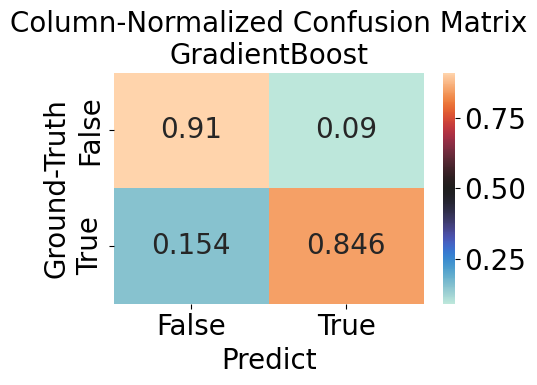 Column-Normalized Confusion Matrix
GradientBoost
Ground-Truth
False
True
0.91
0.09
0.154
0.846
0.75
0.50
0.25
False
True
Predict